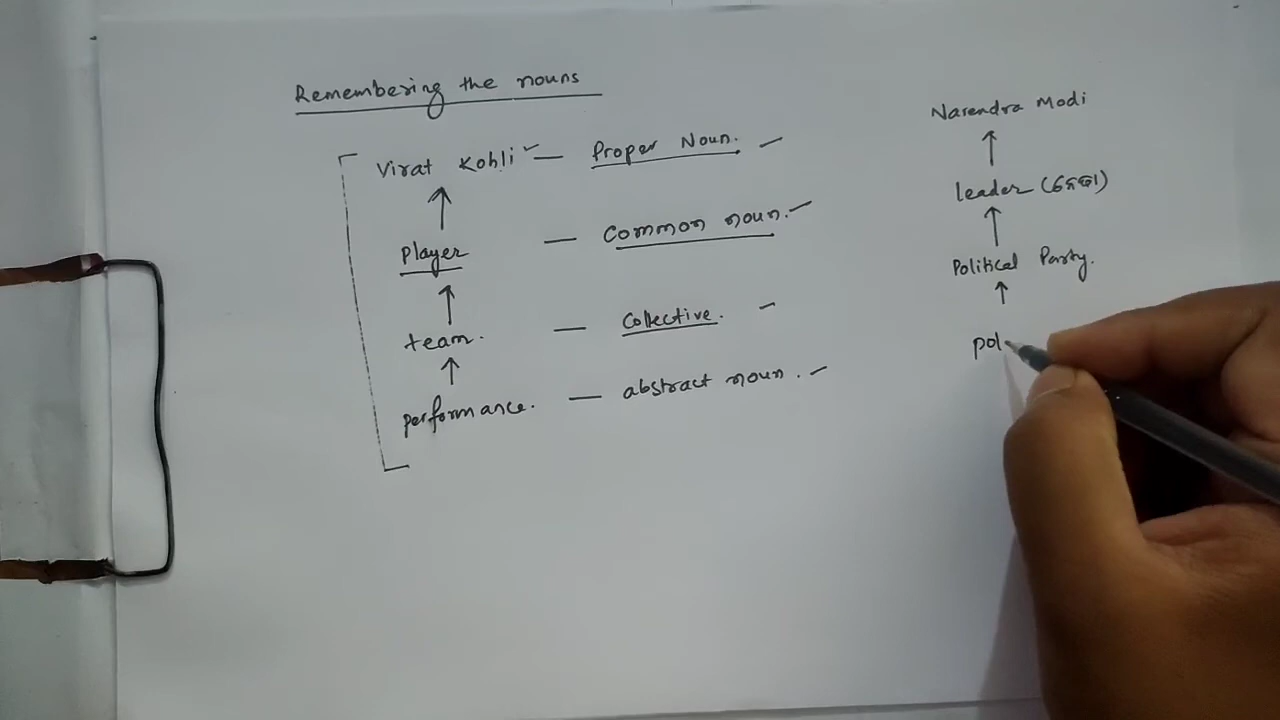 Remembering the nouns
Virat Kohli — Proper Noun.
Player — Common noun.
team. — Collective.
performance. — abstract noun.
Narendra Modi
leader (ନେତା)
Political Party.
pol